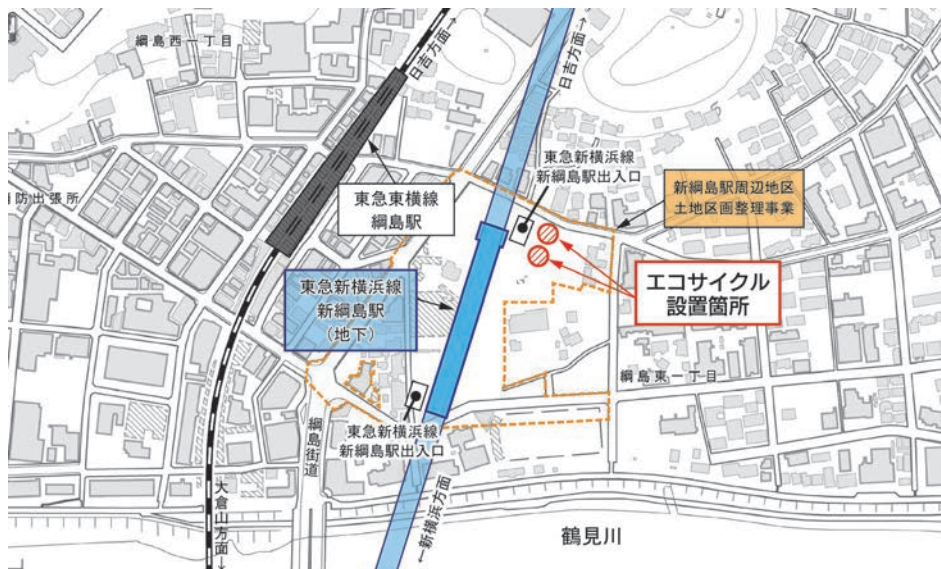 綱島西一丁目
日吉方面→
日吉方面→
東急新横浜線
新綱島駅出入口
消防出張所
東急東横線
綱島駅
新綱島駅周辺地区
土地区画整理事業
エコサイクル
設置箇所
東急新横浜線
新綱島駅
(地下)
綱島東一丁目
東急新横浜線
新綱島駅出入口
綱島街道
大倉山方面→
←新横浜方面
鶴見川